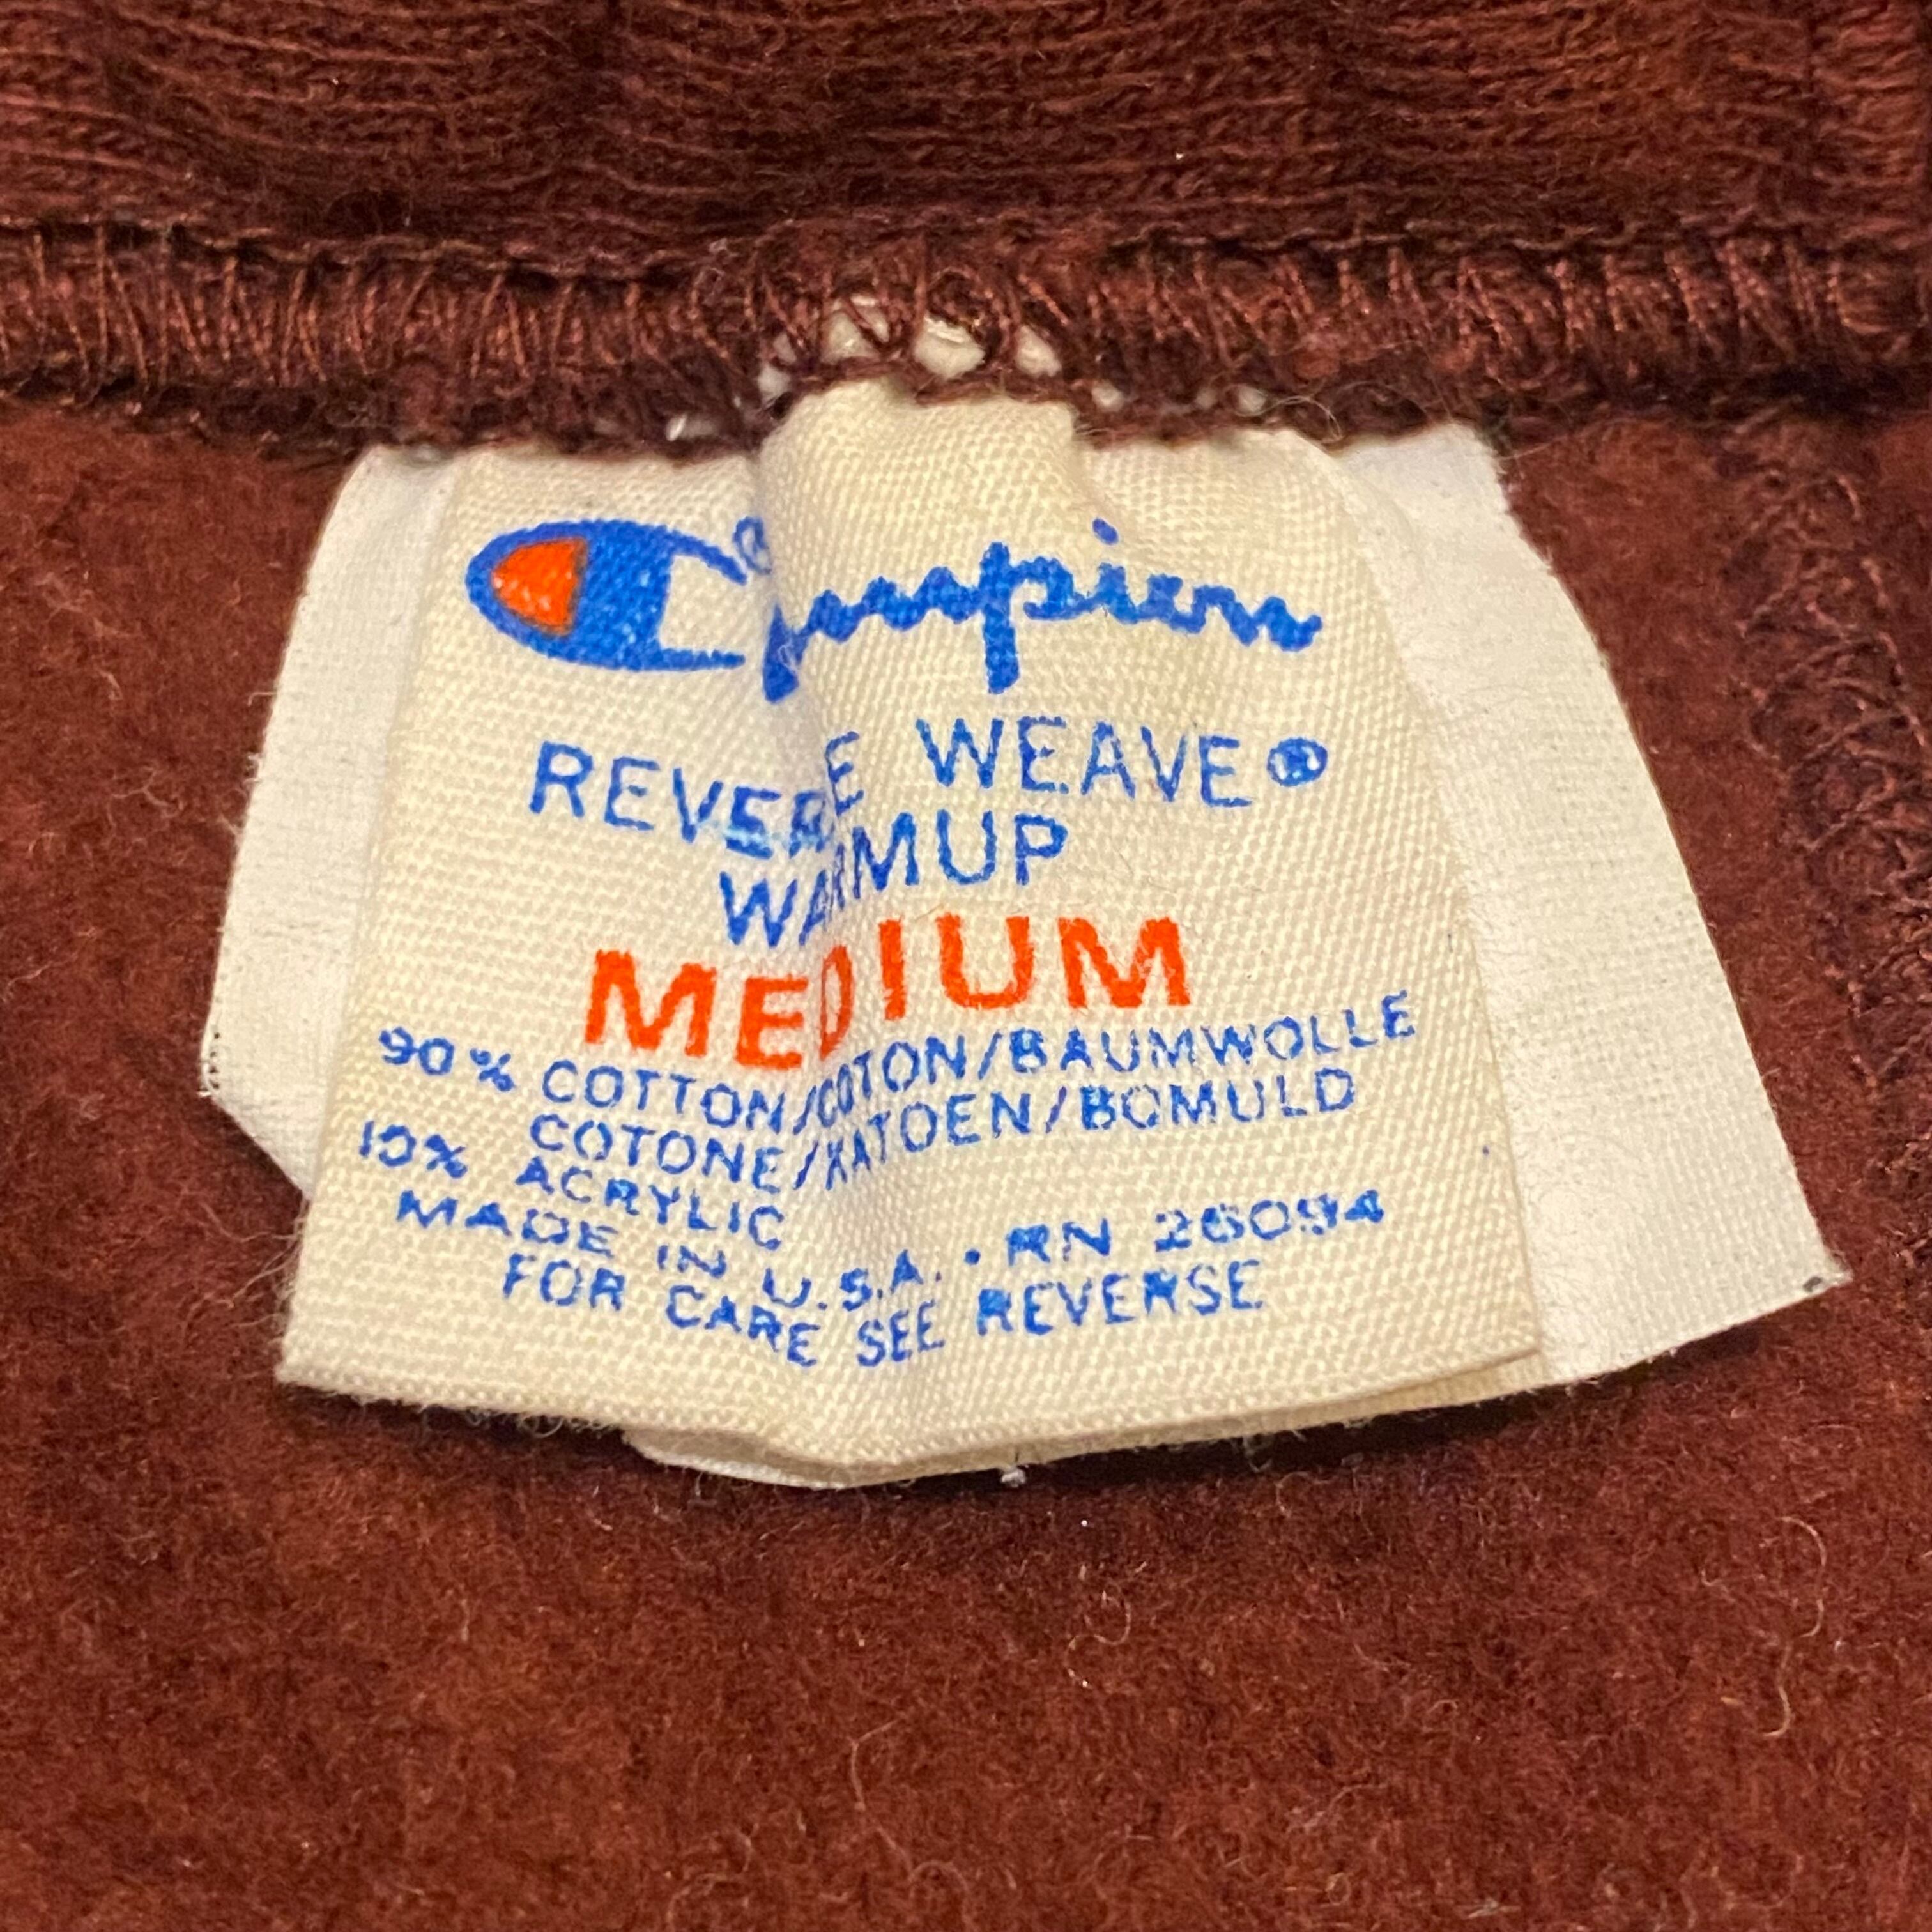 Champion
REVERSE WEAVE®
WARMUP
MEDIUM
90% COTTON/COTON/BAUMWOLLE
COTONE/KATOEN/BOMULD
10% ACRYLIC
MADE IN U.S.A. • RN 26094
FOR CARE SEE REVERSE